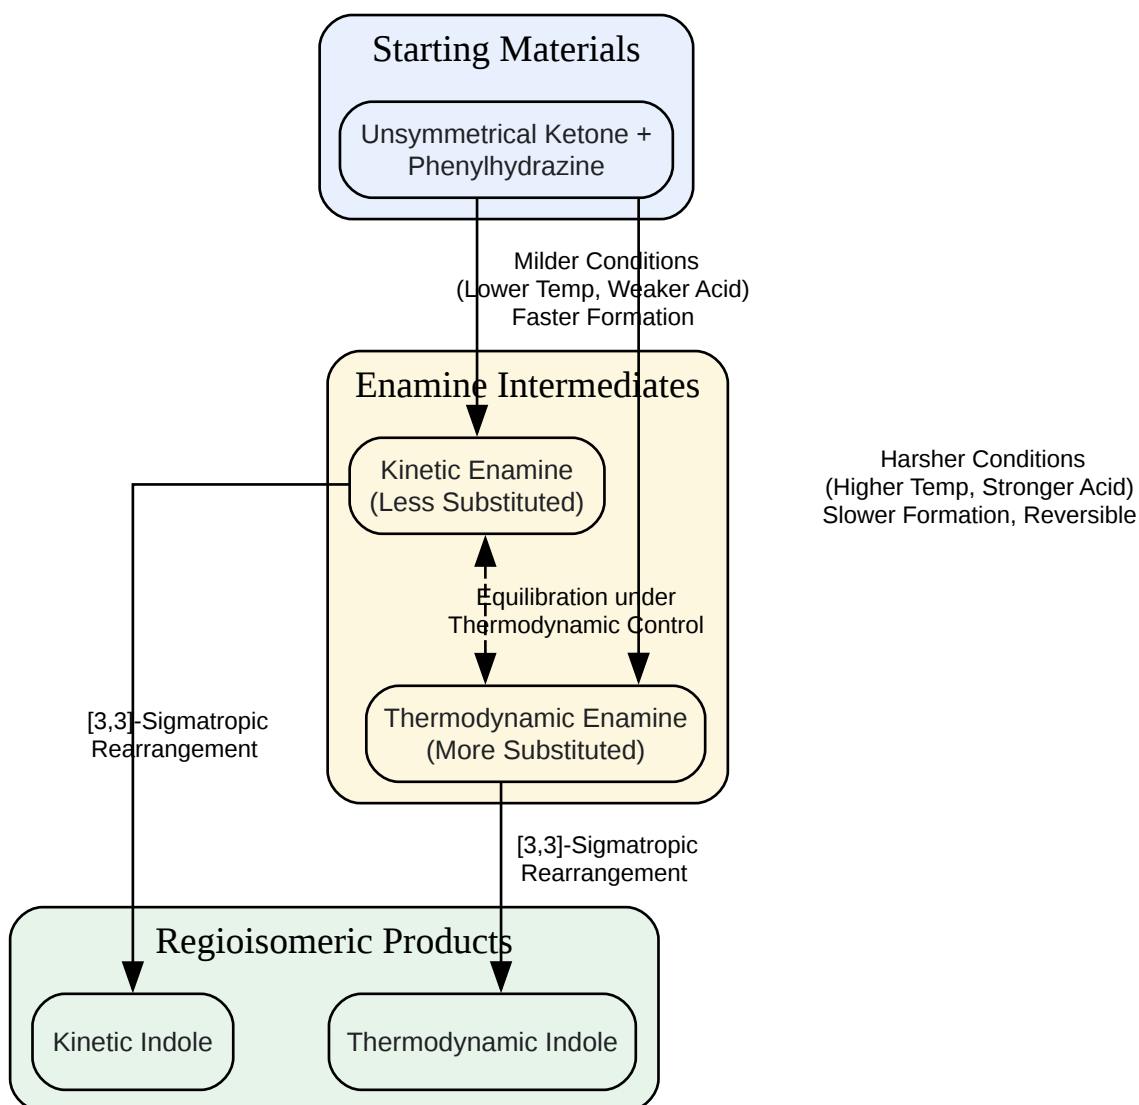 Starting Materials
Unsymmetrical Ketone +
Phenylhydrazine
Milder Conditions
(Lower Temp, Weaker Acid)
Faster Formation
Enamine Intermediates
Kinetic Enamine
(Less Substituted)
Harsher Conditions
(Higher Temp, Stronger Acid)
Slower Formation, Reversible
Equilibration under
Thermodynamic Control
Thermodynamic Enamine
(More Substituted)
[3,3]-Sigmatropic
Rearrangement
[3,3]-Sigmatropic
Rearrangement
Regioisomeric Products
Kinetic Indole
Thermodynamic Indole